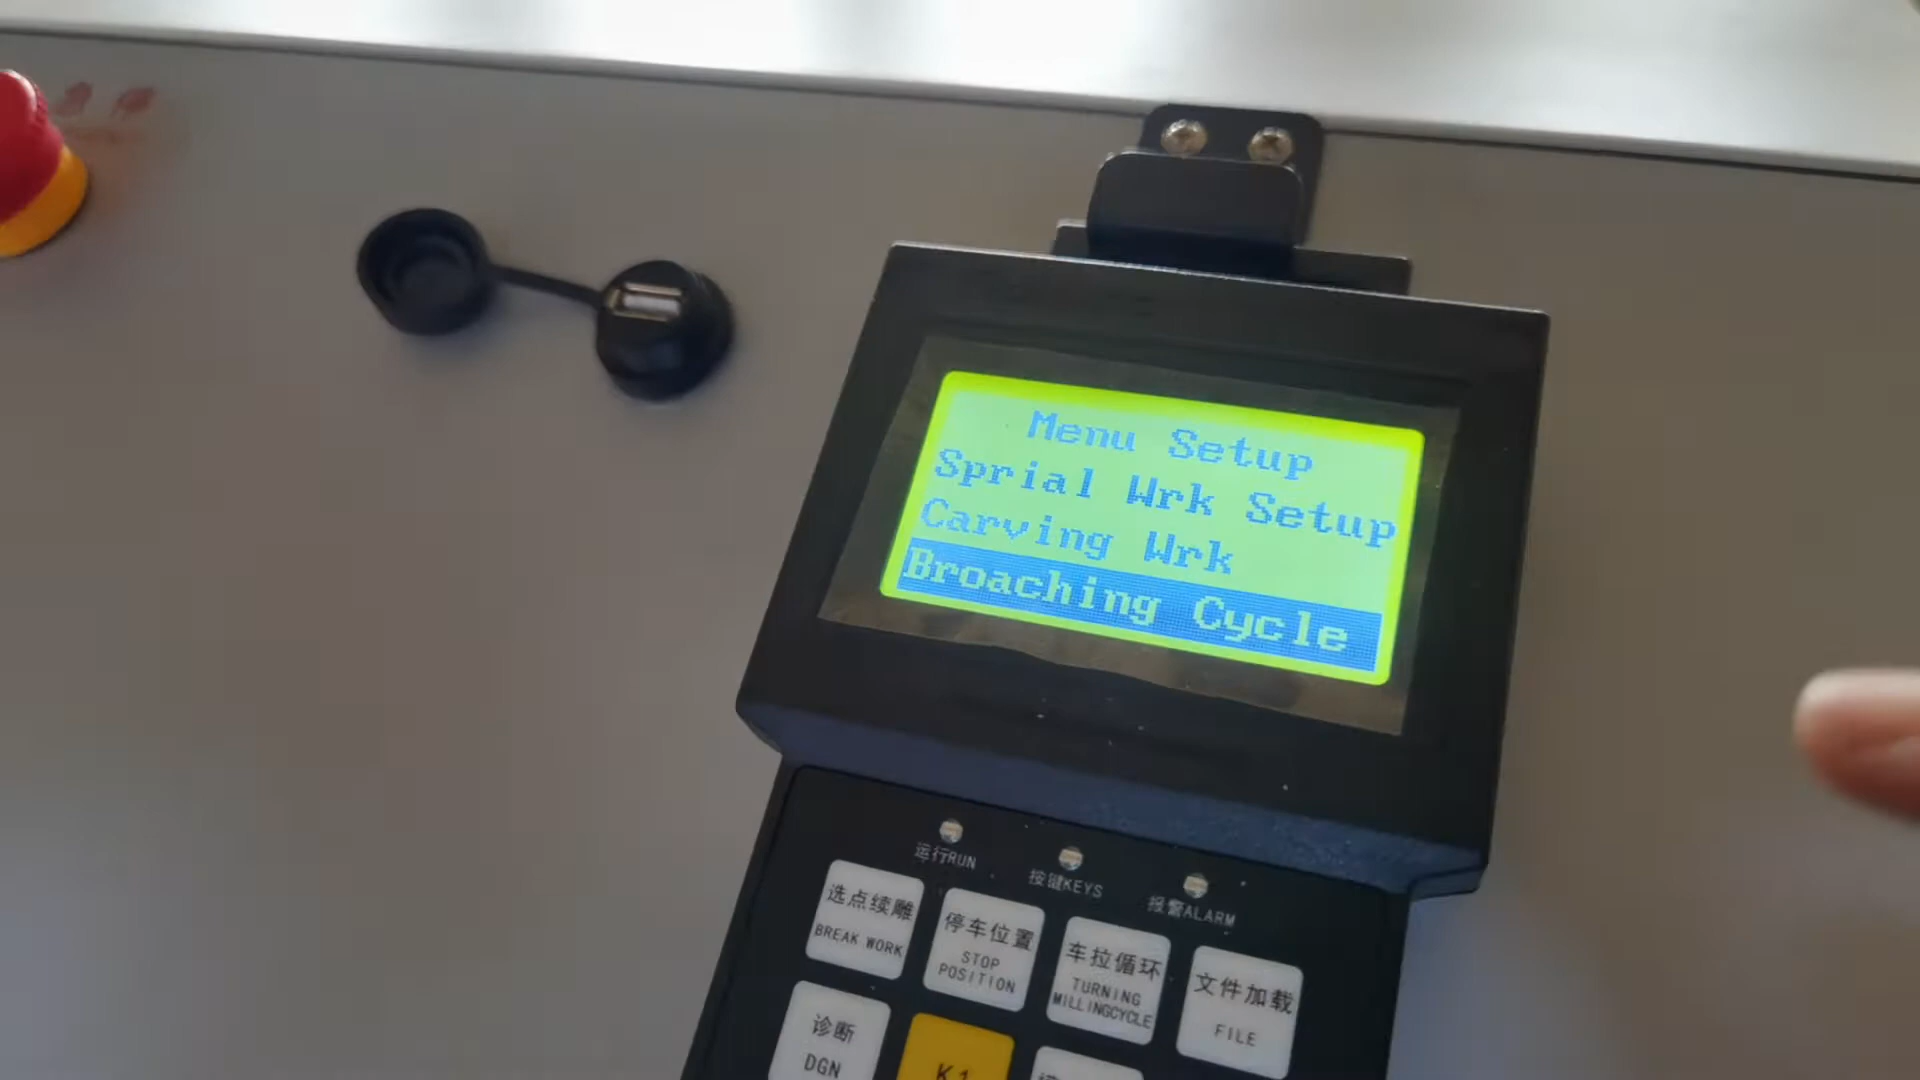 Menu Setup
Sprial Wrk Setup
Carving Wrk
Broaching Cycle
运行RUN
按键KEYS
报警ALARM
选点续雕
BREAK WORK
停车位置
STOP
POSITION
车拉循环
TURNING
MILLINGCYCLE
文件加载
FILE
诊断
DGN
K1